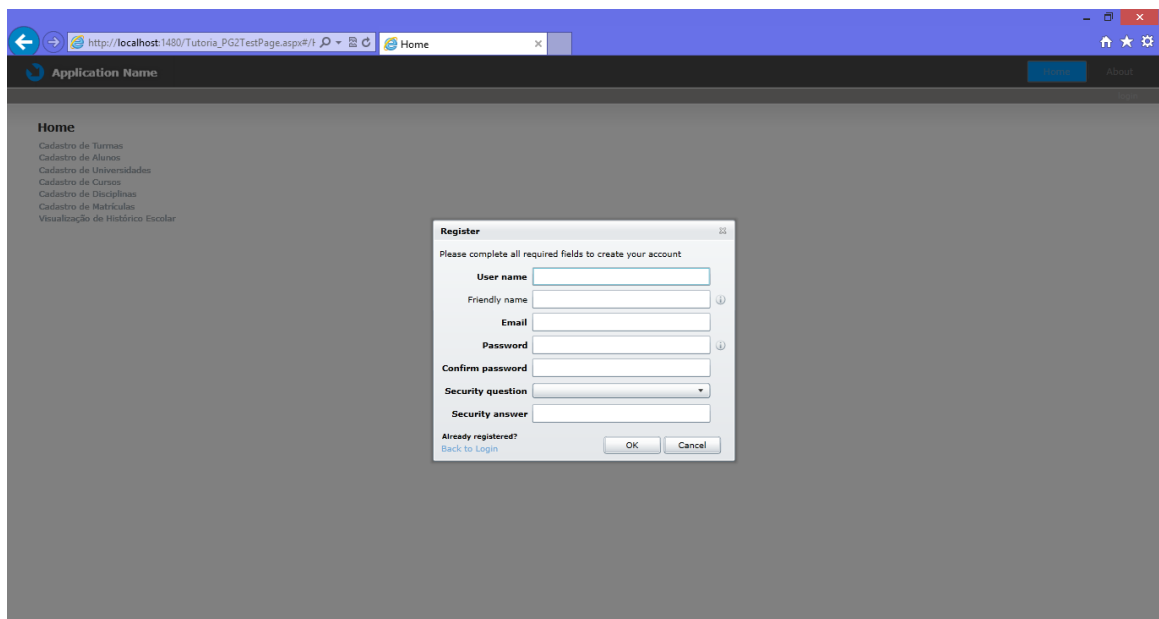 http://localhost:1480/Tutoria_PG2TestPage.aspx#/H
Home
Application Name
Home
About
login
Home
Cadastro de Turmas
Cadastro de Alunos
Cadastro de Universidades
Cadastro de Cursos
Cadastro de Disciplinas
Cadastro de Matrículas
Visualização de Histórico Escolar
Register
Please complete all required fields to create your account
User name
Friendly name
Email
Password
Confirm password
Security question
Security answer
Already registered?
Back to Login
OK
Cancel